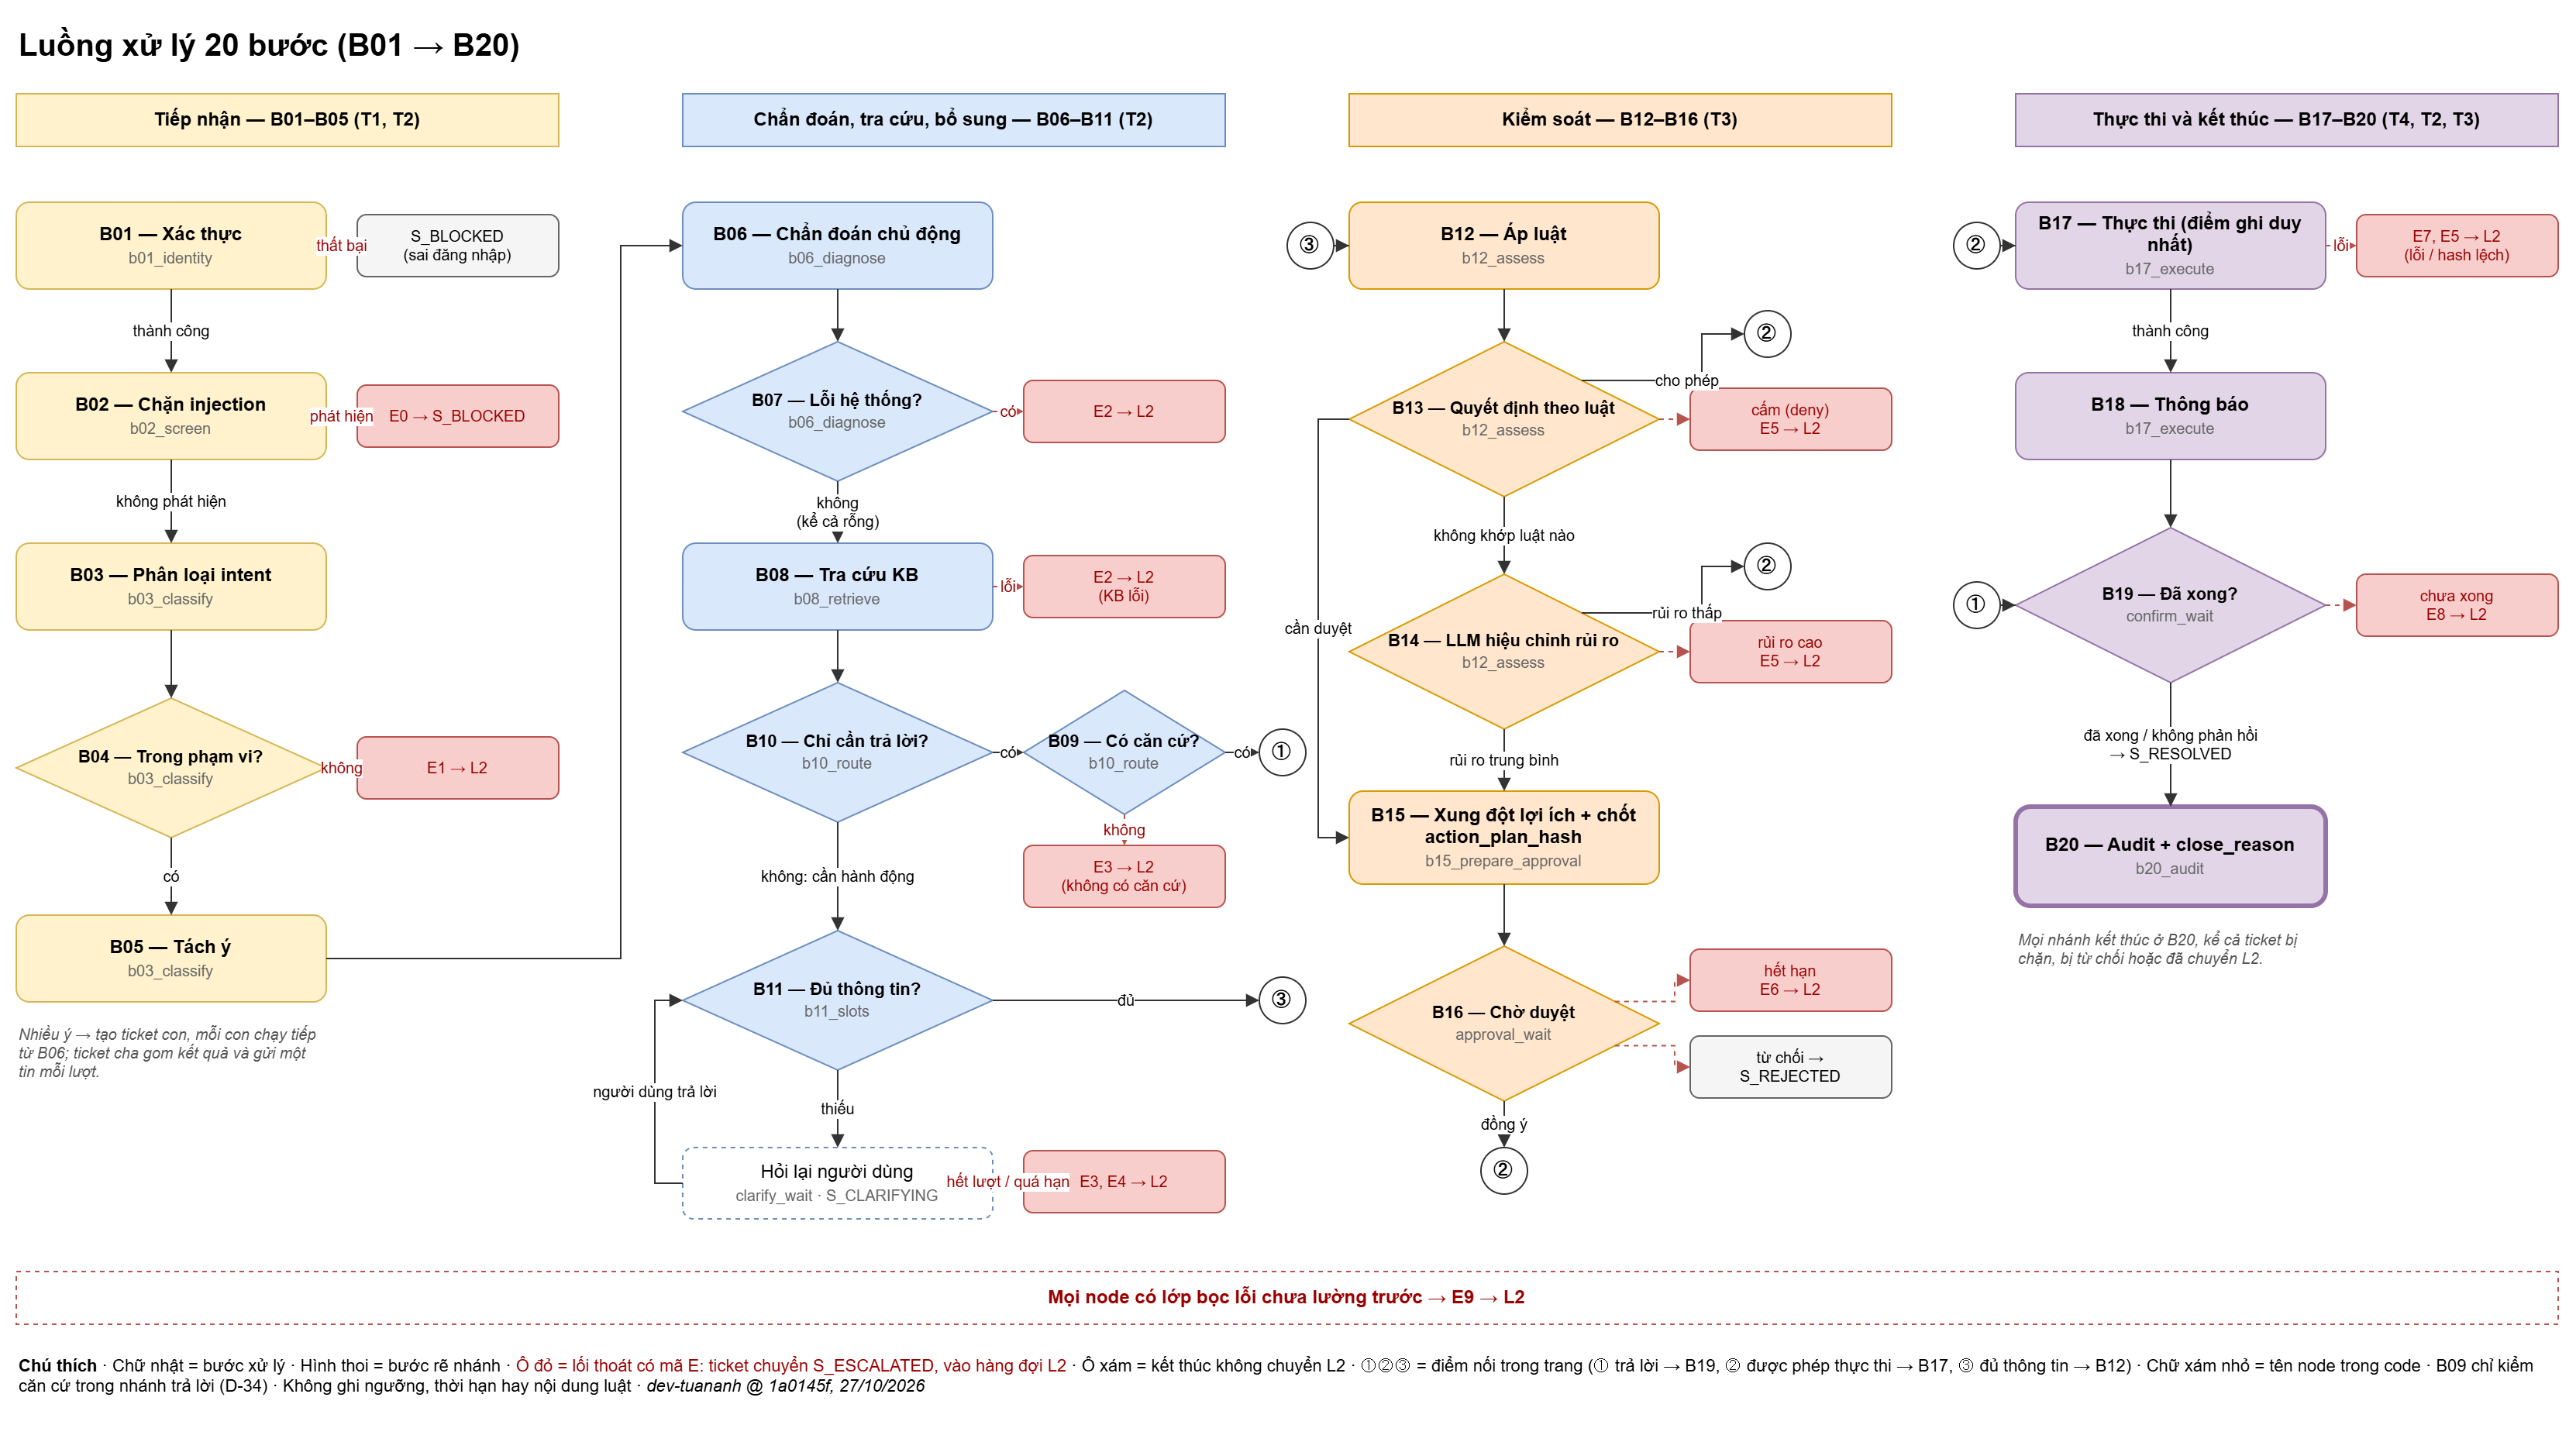 Luồng xử lý 20 bước (B01 → B20)
Tiếp nhận — B01–B05 (T1, T2)
B01 — Xác thực
b01_identity
thất bại
S_BLOCKED
(sai đăng nhập)
thành công
B02 — Chặn injection
b02_screen
phát hiện
E0 → S_BLOCKED
không phát hiện
B03 — Phân loại intent
b03_classify
B04 — Trong phạm vi?
b03_classify
không
E1 → L2
có
B05 — Tách ý
b03_classify
Nhiều ý → tạo ticket con, mỗi con chạy tiếp
từ B06; ticket cha gom kết quả và gửi một
tin mỗi lượt.
Chẩn đoán, tra cứu, bổ sung — B06–B11 (T2)
B06 — Chẩn đoán chủ động
b06_diagnose
B07 — Lỗi hệ thống?
b06_diagnose
có
E2 → L2
không
(kể cả rỗng)
B08 — Tra cứu KB
b08_retrieve
lỗi
E2 → L2
(KB lỗi)
B10 — Chỉ cần trả lời?
b10_route
có
B09 — Có căn cứ?
b10_route
có
①
không
E3 → L2
(không có căn cứ)
không: cần hành động
B11 — Đủ thông tin?
b11_slots
đủ
③
người dùng trả lời
thiếu
Hỏi lại người dùng
clarify_wait · S_CLARIFYING
hết lượt / quá hạn
E3, E4 → L2
Kiểm soát — B12–B16 (T3)
③
B12 — Áp luật
b12_assess
②
cho phép
B13 — Quyết định theo luật
b12_assess
cấm (deny)
E5 → L2
không khớp luật nào
②
rủi ro thấp
cần duyệt
B14 — LLM hiệu chỉnh rủi ro
b12_assess
rủi ro cao
E5 → L2
rủi ro trung bình
B15 — Xung đột lợi ích + chốt
action_plan_hash
b15_prepare_approval
B16 — Chờ duyệt
approval_wait
hết hạn
E6 → L2
từ chối →
S_REJECTED
đồng ý
②
Thực thi và kết thúc — B17–B20 (T4, T2, T3)
②
B17 — Thực thi (điểm ghi duy
nhất)
b17_execute
lỗi
E7, E5 → L2
(lỗi / hash lệch)
thành công
B18 — Thông báo
b17_execute
①
B19 — Đã xong?
confirm_wait
chưa xong
E8 → L2
đã xong / không phản hồi
→ S_RESOLVED
B20 — Audit + close_reason
b20_audit
Mọi nhánh kết thúc ở B20, kể cả ticket bị
chặn, bị từ chối hoặc đã chuyển L2.
Mọi node có lớp bọc lỗi chưa lường trước → E9 → L2
Chú thích · Chữ nhật = bước xử lý · Hình thoi = bước rẽ nhánh · Ô đỏ = lối thoát có mã E: ticket chuyển S_ESCALATED, vào hàng đợi L2 · Ô xám = kết thúc không chuyển L2 · ①②③ = điểm nối trong trang (① trả lời → B19, ② được phép thực thi → B17, ③ đủ thông tin → B12) · Chữ xám nhỏ = tên node trong code · B09 chỉ kiểm
căn cứ trong nhánh trả lời (D-34) · Không ghi ngưỡng, thời hạn hay nội dung luật · dev-tuananh @ 1a0145f, 27/10/2026